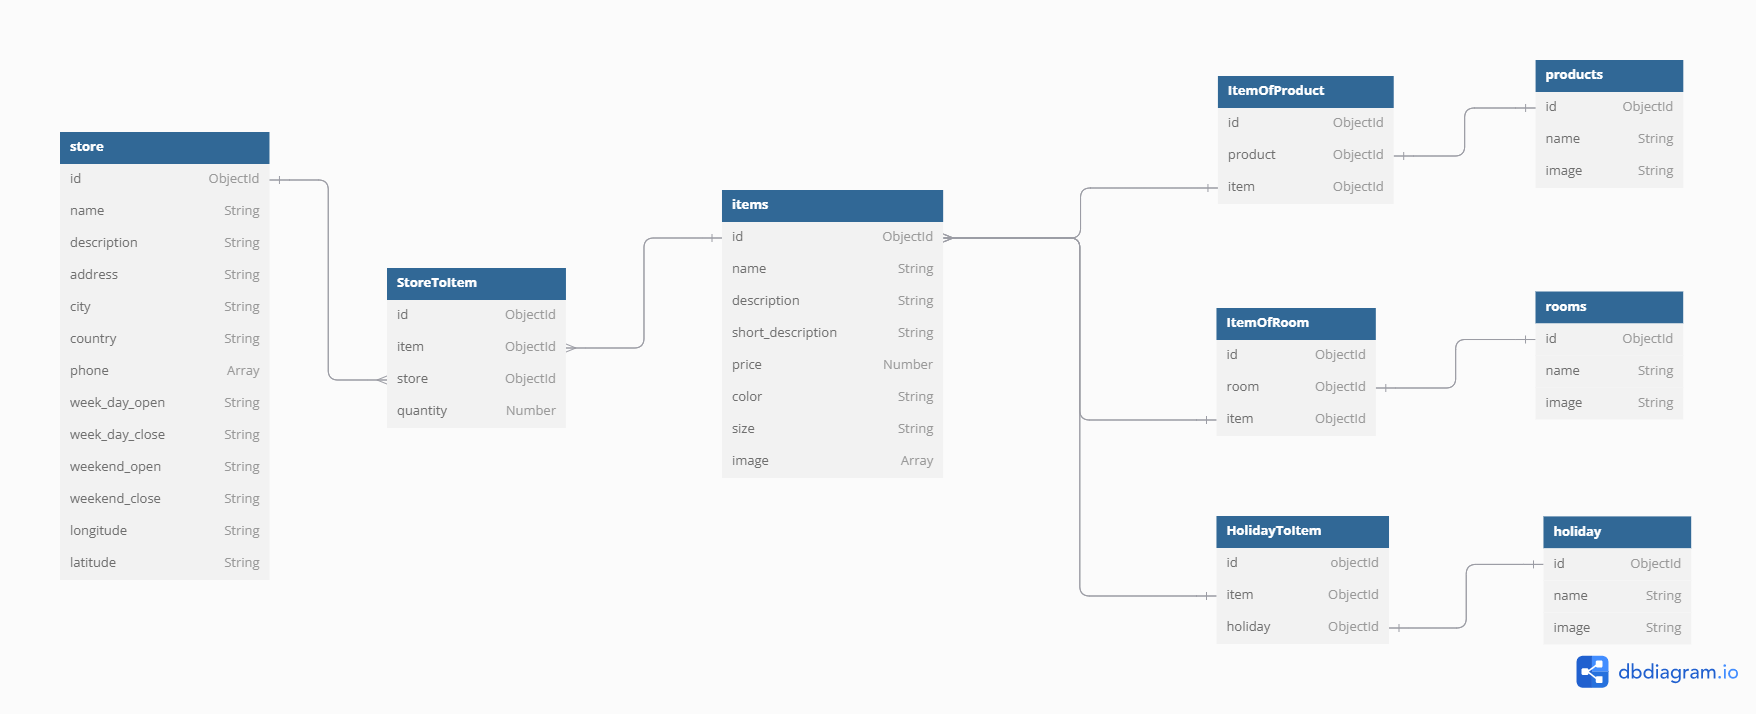 store
id ObjectId
name String
description String
address String
city String
country String
phone Array
week_day_open String
week_day_close String
weekend_open String
weekend_close String
longitude String
latitude String
StoreToItem
id ObjectId
item ObjectId
store ObjectId
quantity Number
items
id ObjectId
name String
description String
short_description String
price Number
color String
size String
image Array
ItemOfProduct
id ObjectId
product ObjectId
item ObjectId
products
id ObjectId
name String
image String
ItemOfRoom
id ObjectId
room ObjectId
item ObjectId
rooms
id ObjectId
name String
image String
HolidayToItem
id objectId
item ObjectId
holiday ObjectId
holiday
id ObjectId
name String
image String
dbdiagram.io